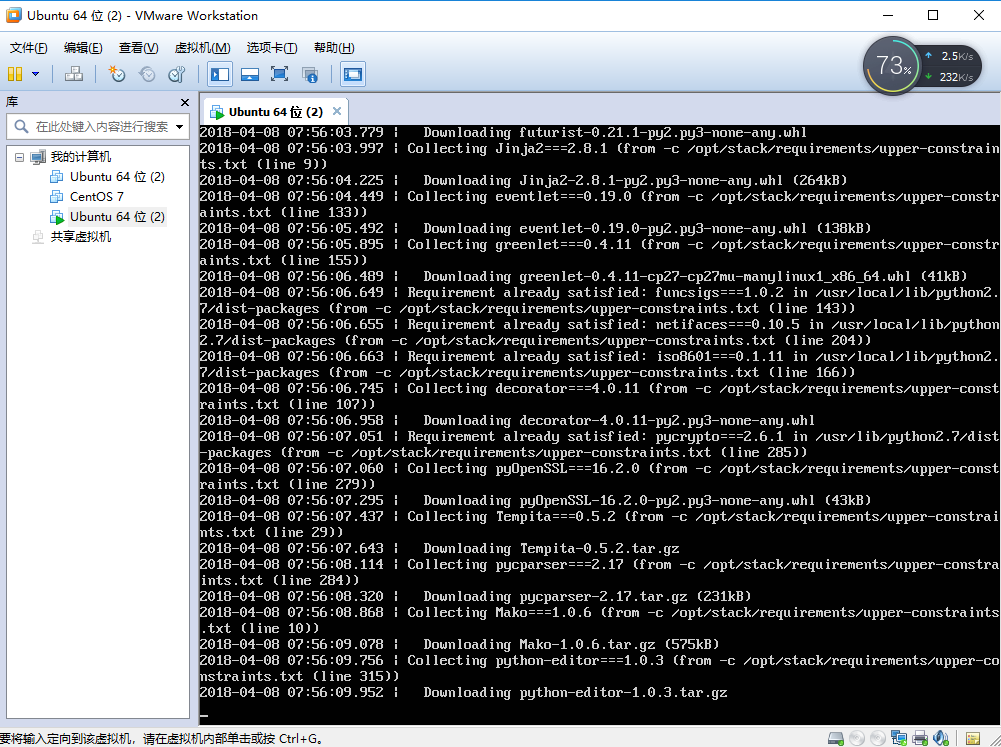 Ubuntu 64 位 (2) - VMware Workstation
文件(F) 编辑(E) 查看(V) 虚拟机(M) 选项卡(T) 帮助(H)
73%
2.5K/s
232K/s
库
在此处键入内容进行搜索
我的计算机
Ubuntu 64 位 (2)
CentOS 7
Ubuntu 64 位 (2)
共享虚拟机
Ubuntu 64 位 (2)
2018-04-08 07:56:03.779 |   Downloading futurist-0.21.1-py2.py3-none-any.whl
2018-04-08 07:56:03.997 | Collecting Jinja2===2.8.1 (from -c /opt/stack/requirements/upper-constrain
ts.txt (line 9))
2018-04-08 07:56:04.225 |   Downloading Jinja2-2.8.1-py2.py3-none-any.whl (264kB)
2018-04-08 07:56:04.449 | Collecting eventlet===0.19.0 (from -c /opt/stack/requirements/upper-constr
aints.txt (line 133))
2018-04-08 07:56:05.492 |   Downloading eventlet-0.19.0-py2.py3-none-any.whl (138kB)
2018-04-08 07:56:05.895 | Collecting greenlet===0.4.11 (from -c /opt/stack/requirements/upper-constr
aints.txt (line 155))
2018-04-08 07:56:06.489 |   Downloading greenlet-0.4.11-cp27-cp27mu-manylinux1_x86_64.whl (41kB)
2018-04-08 07:56:06.649 | Requirement already satisfied: funcsigs===1.0.2 in /usr/local/lib/python2.
7/dist-packages (from -c /opt/stack/requirements/upper-constraints.txt (line 143))
2018-04-08 07:56:06.655 | Requirement already satisfied: netifaces===0.10.5 in /usr/local/lib/python
2.7/dist-packages (from -c /opt/stack/requirements/upper-constraints.txt (line 204))
2018-04-08 07:56:06.663 | Requirement already satisfied: iso8601===0.1.11 in /usr/local/lib/python2.
7/dist-packages (from -c /opt/stack/requirements/upper-constraints.txt (line 166))
2018-04-08 07:56:06.745 | Collecting decorator===4.0.11 (from -c /opt/stack/requirements/upper-const
raints.txt (line 107))
2018-04-08 07:56:06.958 |   Downloading decorator-4.0.11-py2.py3-none-any.whl
2018-04-08 07:56:07.051 | Requirement already satisfied: pycrypto===2.6.1 in /usr/lib/python2.7/dist
-packages (from -c /opt/stack/requirements/upper-constraints.txt (line 285))
2018-04-08 07:56:07.060 | Collecting pyOpenSSL===16.2.0 (from -c /opt/stack/requirements/upper-const
raints.txt (line 279))
2018-04-08 07:56:07.295 |   Downloading pyOpenSSL-16.2.0-py2.py3-none-any.whl (43kB)
2018-04-08 07:56:07.437 | Collecting Tempita===0.5.2 (from -c /opt/stack/requirements/upper-constrai
nts.txt (line 29))
2018-04-08 07:56:07.643 |   Downloading Tempita-0.5.2.tar.gz
2018-04-08 07:56:08.114 | Collecting pycparser===2.17 (from -c /opt/stack/requirements/upper-constra
ints.txt (line 284))
2018-04-08 07:56:08.320 |   Downloading pycparser-2.17.tar.gz (231kB)
2018-04-08 07:56:08.868 | Collecting Mako===1.0.6 (from -c /opt/stack/requirements/upper-constraints
.txt (line 10))
2018-04-08 07:56:09.078 |   Downloading Mako-1.0.6.tar.gz (575kB)
2018-04-08 07:56:09.756 | Collecting python-editor===1.0.3 (from -c /opt/stack/requirements/upper-co
nstraints.txt (line 315))
2018-04-08 07:56:09.952 |   Downloading python-editor-1.0.3.tar.gz
要将输入定向到该虚拟机，请在虚拟机内部单击或按 Ctrl+G。